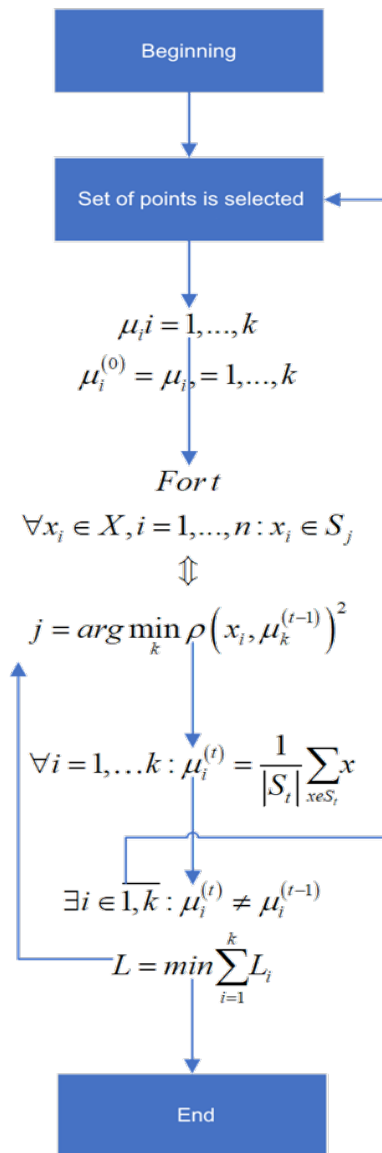 Beginning
Set of points is selected
μ_i i = 1,...,k
μ_i^(0) = μ_i, = 1,...,k
For t
∀x_i ∈ X, i = 1,...,n : x_i ∈ S_j
⇕
j = arg min_k ρ(x_i, μ_k^(t−1))^2
∀i = 1,...k : μ_i^(t) = 1/|S_t| ∑_{xeS_t} x
∃i ∈ \overline{1,k} : μ_i^(t) ≠ μ_i^(t−1)
L = min ∑_{i=1}^{k} L_i
End